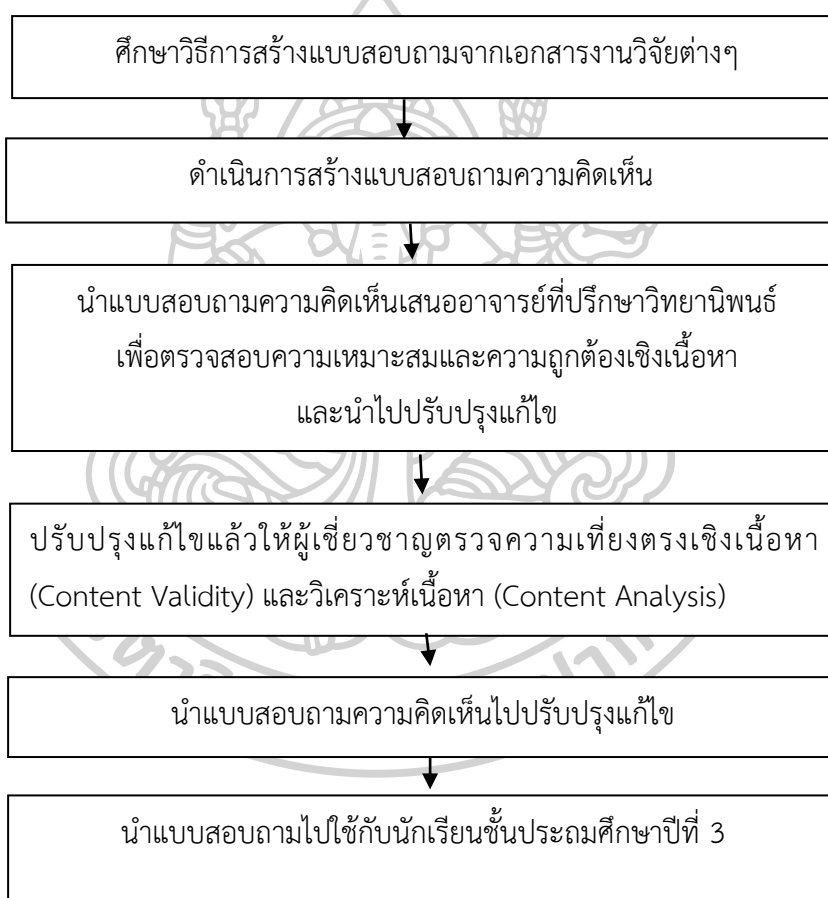 ศึกษาวิธีการสร้างแบบสอบถามจากเอกสารงานวิจัยต่างๆ
ดำเนินการสร้างแบบสอบถามความคิดเห็น
นำแบบสอบถามความคิดเห็นเสนออาจารย์ที่ปรึกษาวิทยานิพนธ์
เพื่อตรวจสอบความเหมาะสมและความถูกต้องเชิงเนื้อหา
และนำไปปรับปรุงแก้ไข
ปรับปรุงแก้ไขแล้วให้ผู้เชี่ยวชาญตรวจความเที่ยงตรงเชิงเนื้อหา
(Content Validity) และวิเคราะห์เนื้อหา (Content Analysis)
นำแบบสอบถามความคิดเห็นไปปรับปรุงแก้ไข
นำแบบสอบถามไปใช้กับนักเรียนชั้นประถมศึกษาปีที่ 3